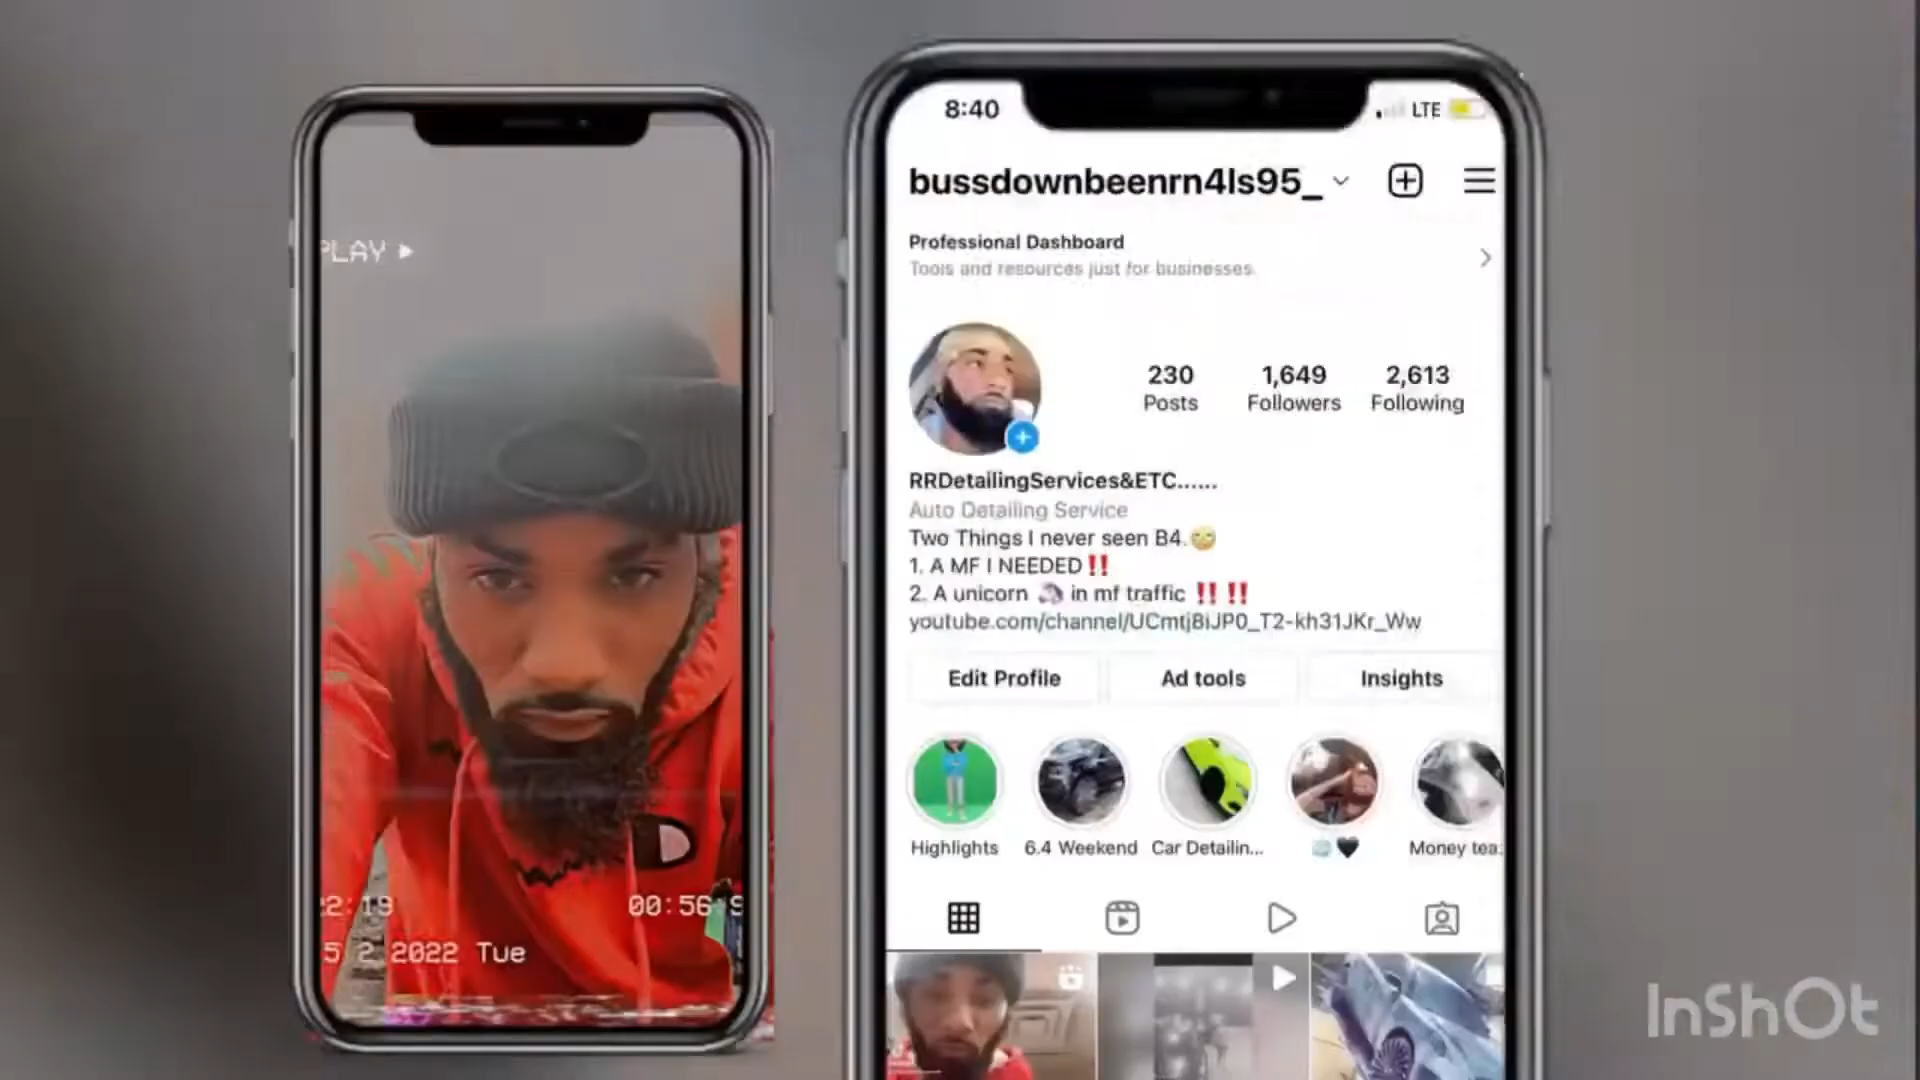 PLAY
22:19
00:56
5 2 2022 Tue
8:40
LTE
bussdownbeenrn4ls95_
Professional Dashboard
Tools and resources just for businesses.
230
Posts
1,649
Followers
2,613
Following
RRDetailingServices&ETC......
Auto Detailing Service
Two Things I never seen B4.😳
1. A MF I NEEDED‼️
2. A unicorn 🦄 in mf traffic ‼️ ‼️
youtube.com/channel/UCmtj8iJP0_T2-kh31JKr_Ww
Edit Profile
Ad tools
Insights
Highlights
6.4 Weekend
Car Detailin...
🖤
Money tea
InShOt